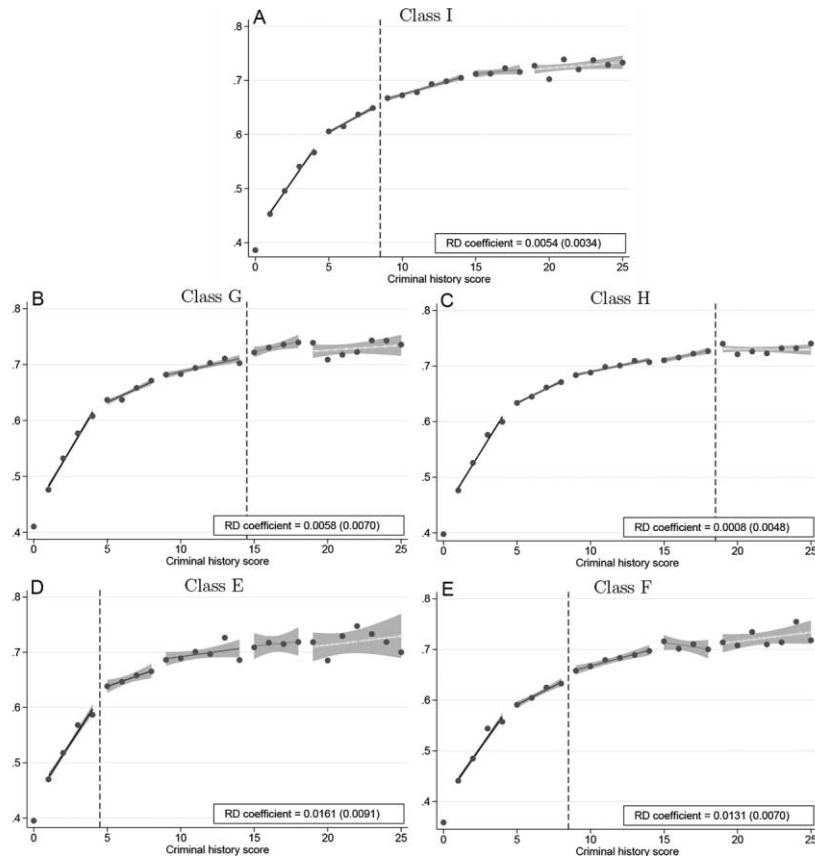 A
Class I
.8
.7
.6
.5
.4
RD coefficient = 0.0054 (0.0034)
0 5 10 15 20 25
Criminal history score
B
Class G
.8
.7
.6
.5
.4
RD coefficient = 0.0058 (0.0070)
0 5 10 15 20 25
Criminal history score
C
Class H
.8
.7
.6
.5
.4
RD coefficient = 0.0008 (0.0048)
0 5 10 15 20 25
Criminal history score
D
Class E
.8
.7
.6
.5
.4
RD coefficient = 0.0161 (0.0091)
0 5 10 15 20 25
Criminal history score
E
Class F
.8
.7
.6
.5
.4
RD coefficient = 0.0131 (0.0070)
0 5 10 15 20 25
Criminal history score